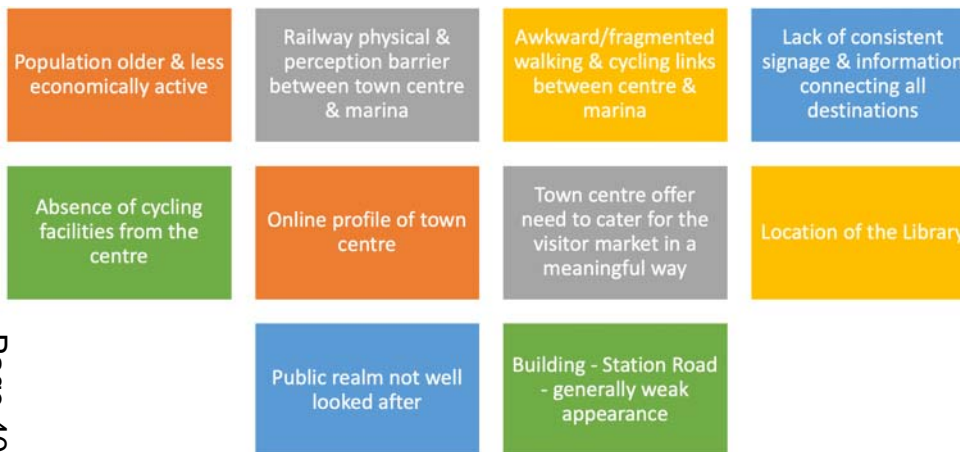 Population older & less
economically active
Railway physical &
perception barrier
between town centre
& marina
Awkward/fragmented
walking & cycling links
between centre &
marina
Lack of consistent
signage & information
connecting all
destinations
Absence of cycling
facilities from the
centre
Online profile of town
centre
Town centre offer
need to cater for the
visitor market in a
meaningful way
Location of the Library
Public realm not well
looked after
Building - Station Road
- generally weak
appearance